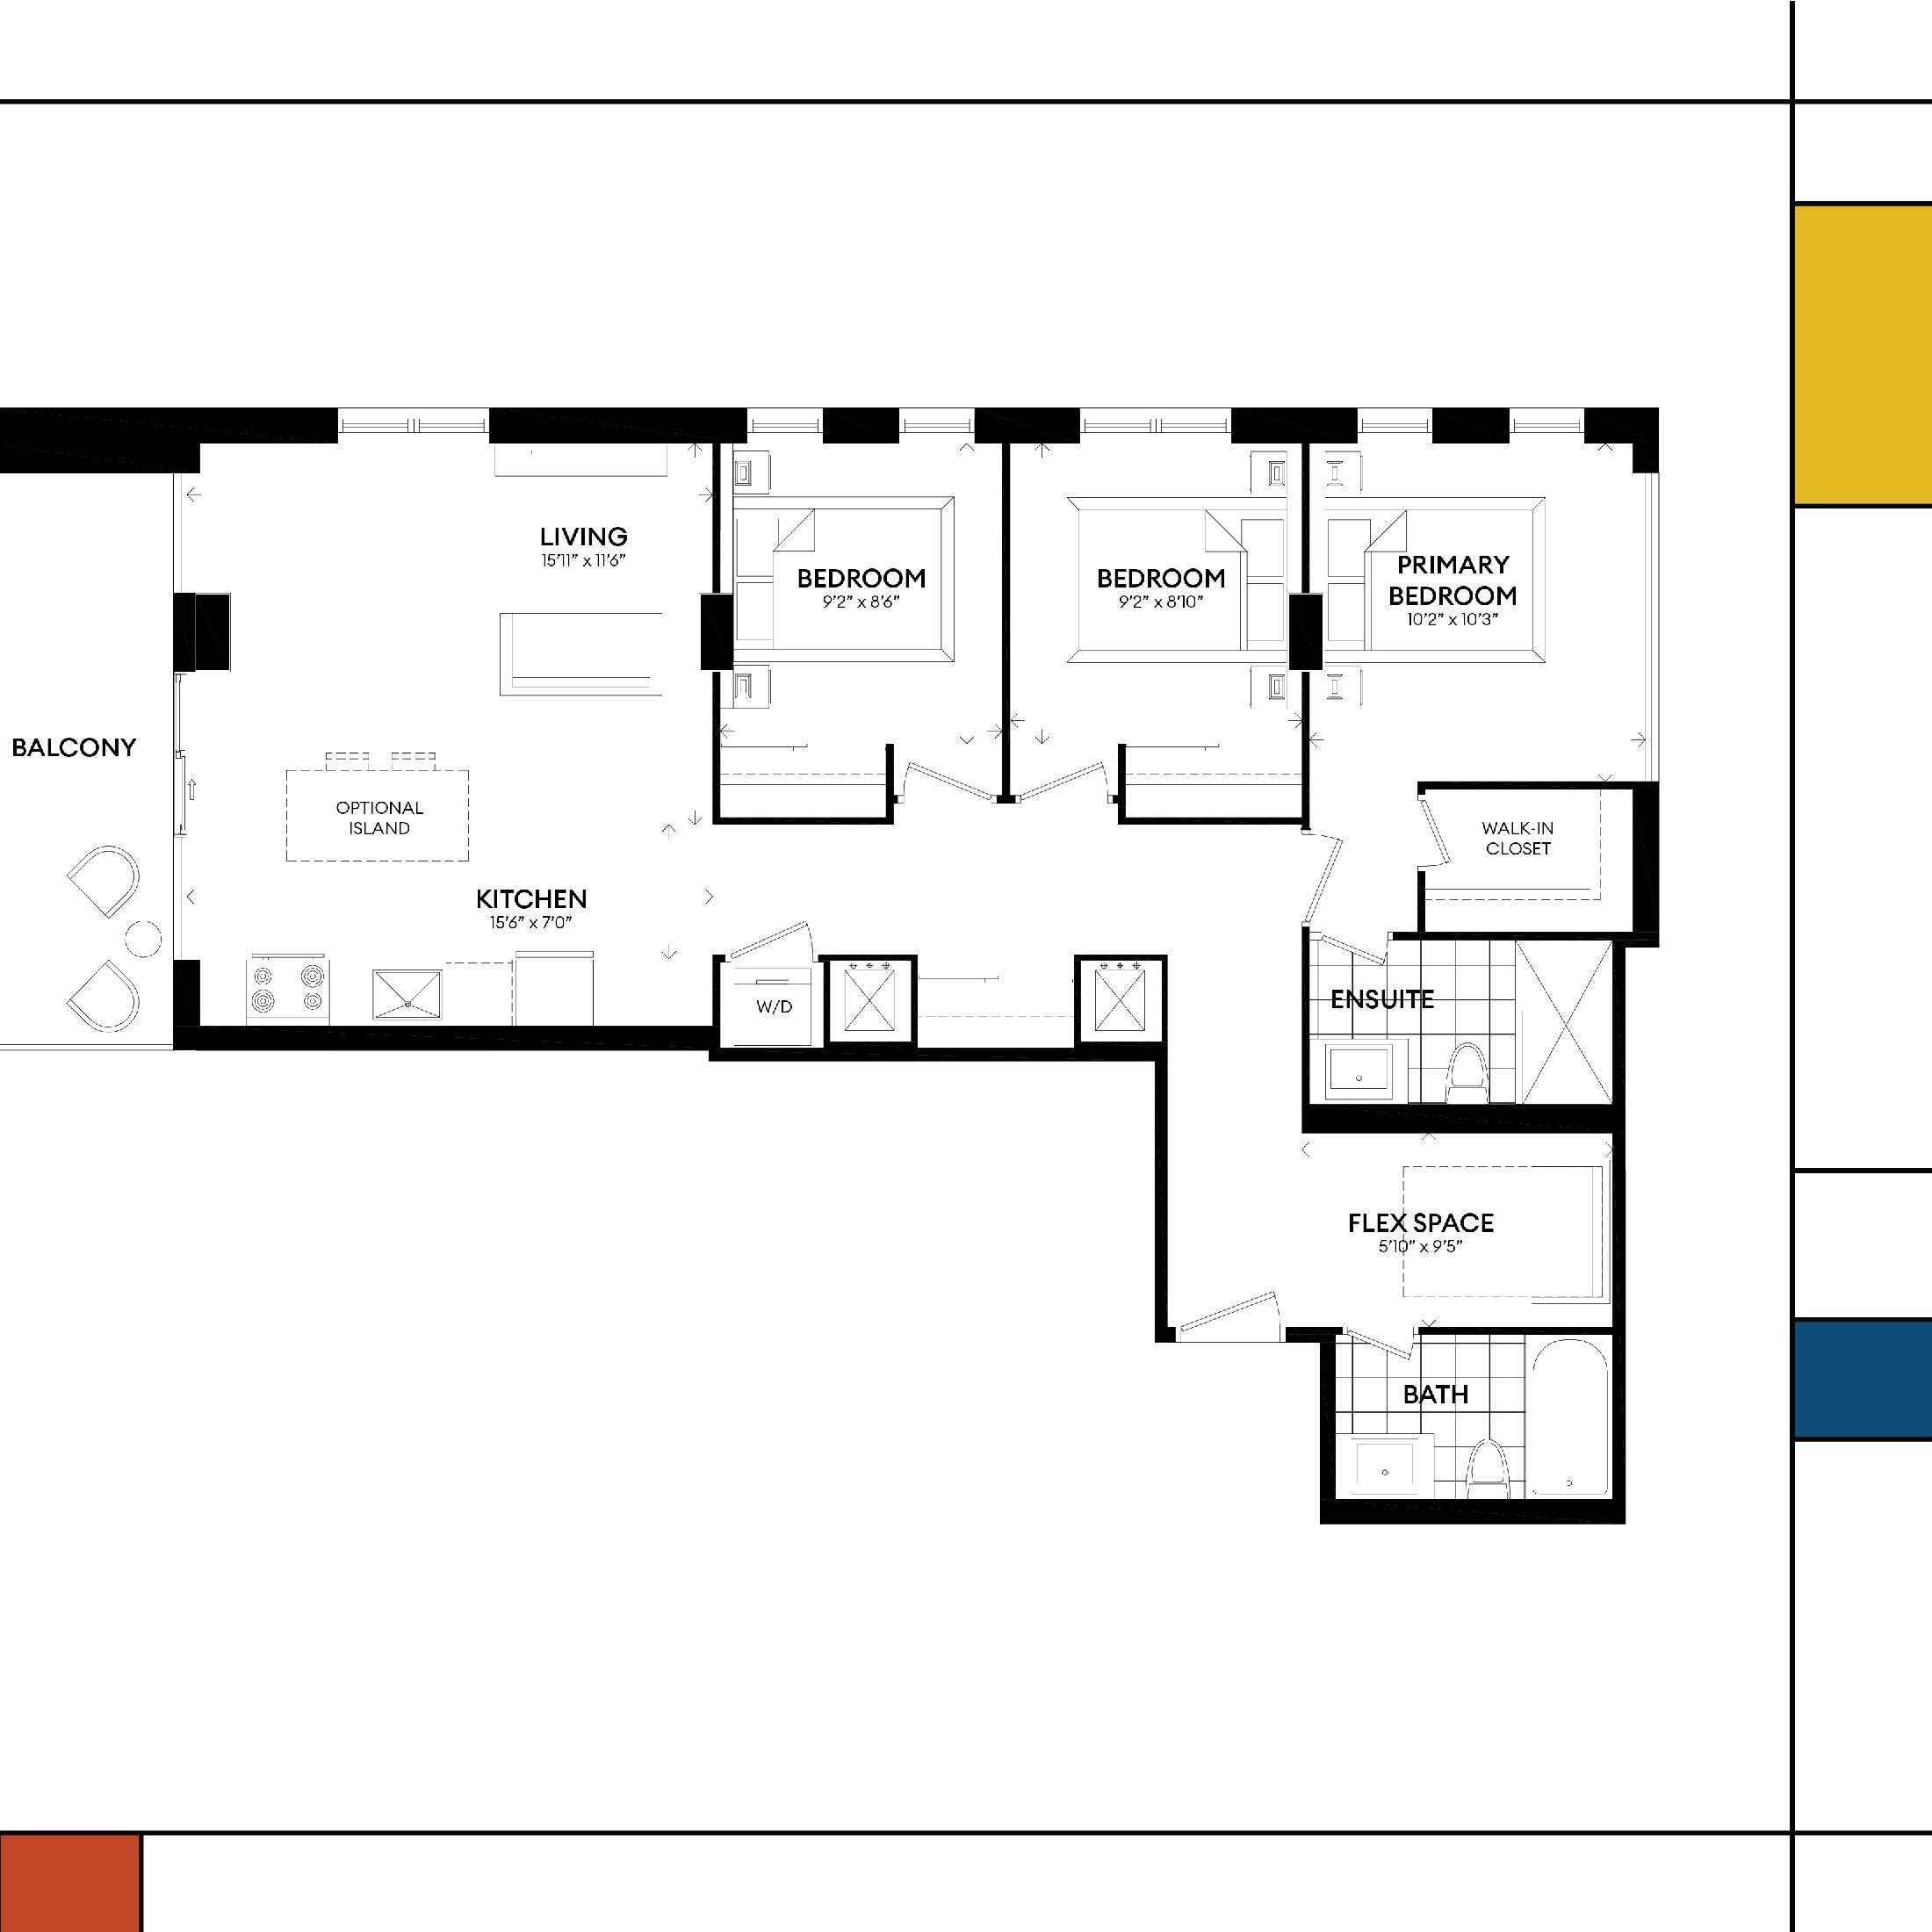 LIVING
15’11” x 11’6”
BEDROOM
9’2” x 8’6”
BEDROOM
9’2” x 8’10”
PRIMARY
BEDROOM
10’2” x 10’3”
BALCONY
OPTIONAL
ISLAND
WALK-IN
CLOSET
KITCHEN
15’6” x 7’0”
W/D
ENSUITE
FLEX SPACE
5’10” x 9’5”
BATH